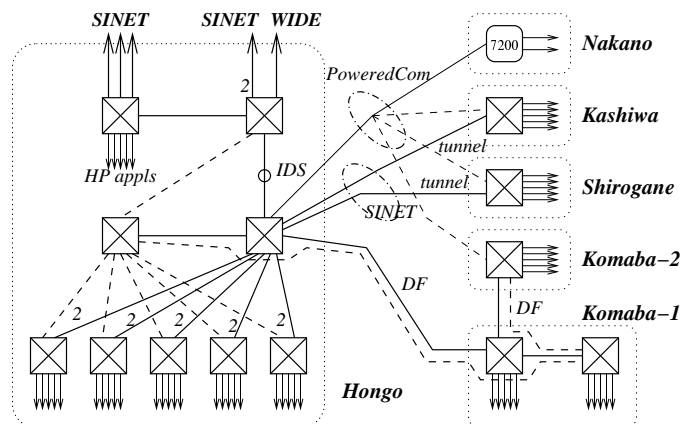 SINET
SINET WIDE
2
IDS
HP appls
2
2
2
2
2
Hongo
PoweredCom
SINET
tunnel
tunnel
7200
Nakano
Kashiwa
Shirogane
Komaba-2
DF
DF
Komaba-1